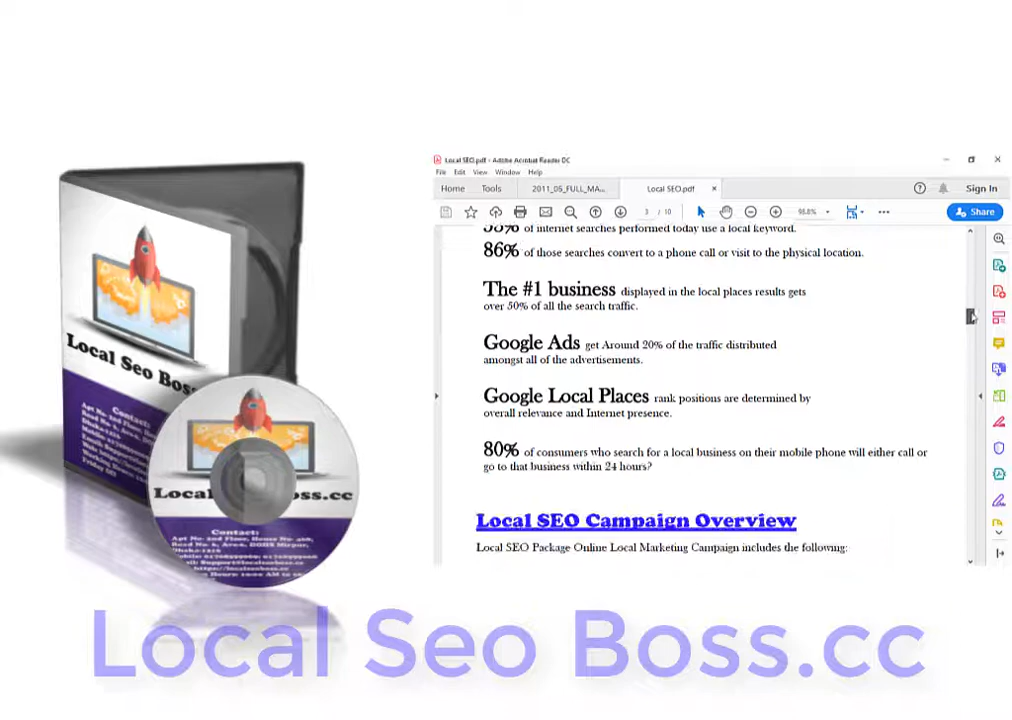 Local SEO.pdf - Adobe Acrobat Reader DC
File Edit View Window Help
Home Tools 2011_05_FULL_MA... Local SEO.pdf × Sign In
3 / 10 95.8% Share
of internet searches performed today use a local keyword.
86% of those searches convert to a phone call or visit to the physical location.
The #1 business displayed in the local places results gets
over 50% of all the search traffic.
Google Ads get Around 20% of the traffic distributed
amongst all of the advertisements.
Google Local Places rank positions are determined by
overall relevance and Internet presence.
80% of consumers who search for a local business on their mobile phone will either call or
go to that business within 24 hours?
Local SEO Campaign Overview
Local SEO Package Online Local Marketing Campaign includes the following:
Local Seo Bos
Contact:
Local oss.cc
Contact:
Local Seo Boss.cc